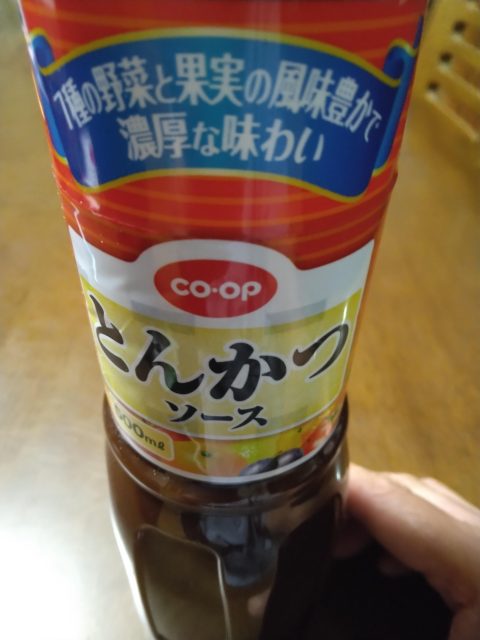 7種の野菜と果実の風味豊かで
濃厚な味わい
CO・OP
とんかつ
ソース
500ml